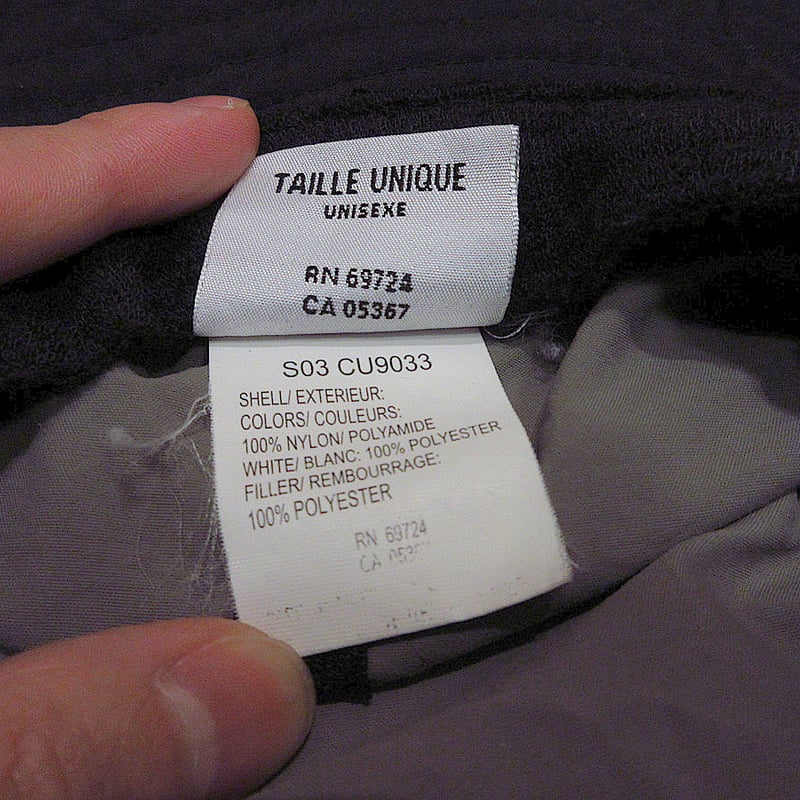 TAILLE UNIQUE
UNISEXE
RN 69724
CA 05367
S03 CU9033
SHELL/ EXTERIEUR:
COLORS/ COULEURS:
100% NYLON/ POLYAMIDE
WHITE/ BLANC: 100% POLYESTER
FILLER/ REMBOURRAGE:
100% POLYESTER
RN 69724
CA